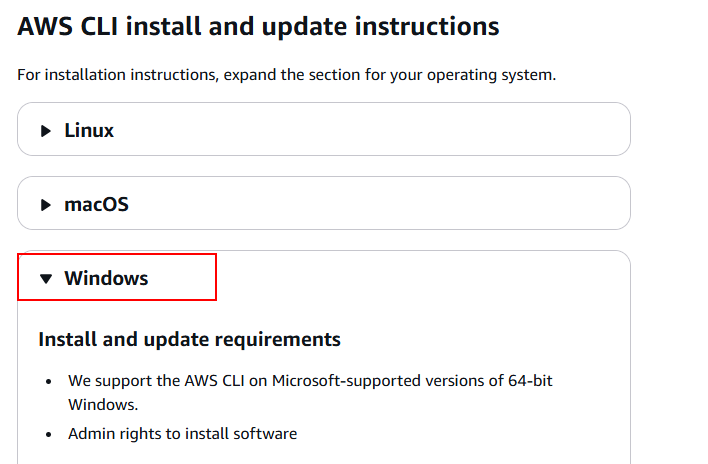 AWS CLI install and update instructions
For installation instructions, expand the section for your operating system.
Linux
macOS
Windows
Install and update requirements
We support the AWS CLI on Microsoft-supported versions of 64-bit
Windows.
Admin rights to install software